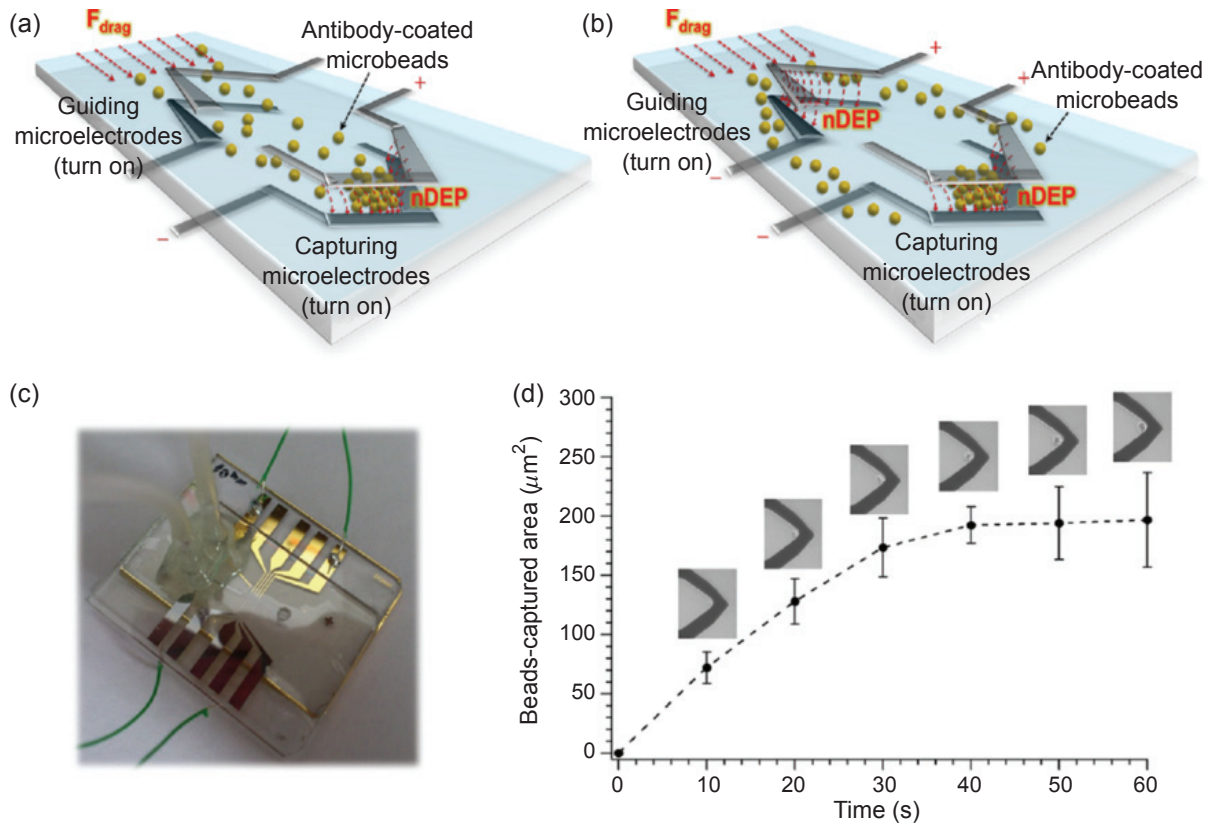 (a)
F_drag
Antibody-coated
microbeads
+
+
Guiding
microelectrodes
(turn on)
nDEP
−
−
Capturing
microelectrodes
(turn on)
(b)
F_drag
+
+
Antibody-coated
microbeads
Guiding
microelectrodes
(turn on)
nDEP
nDEP
−
−
Capturing
microelectrodes
(turn on)
(c)
(d)
300
250
200
150
100
50
0
Beads-captured area (μm²)
0 10 20 30 40 50 60
Time (s)